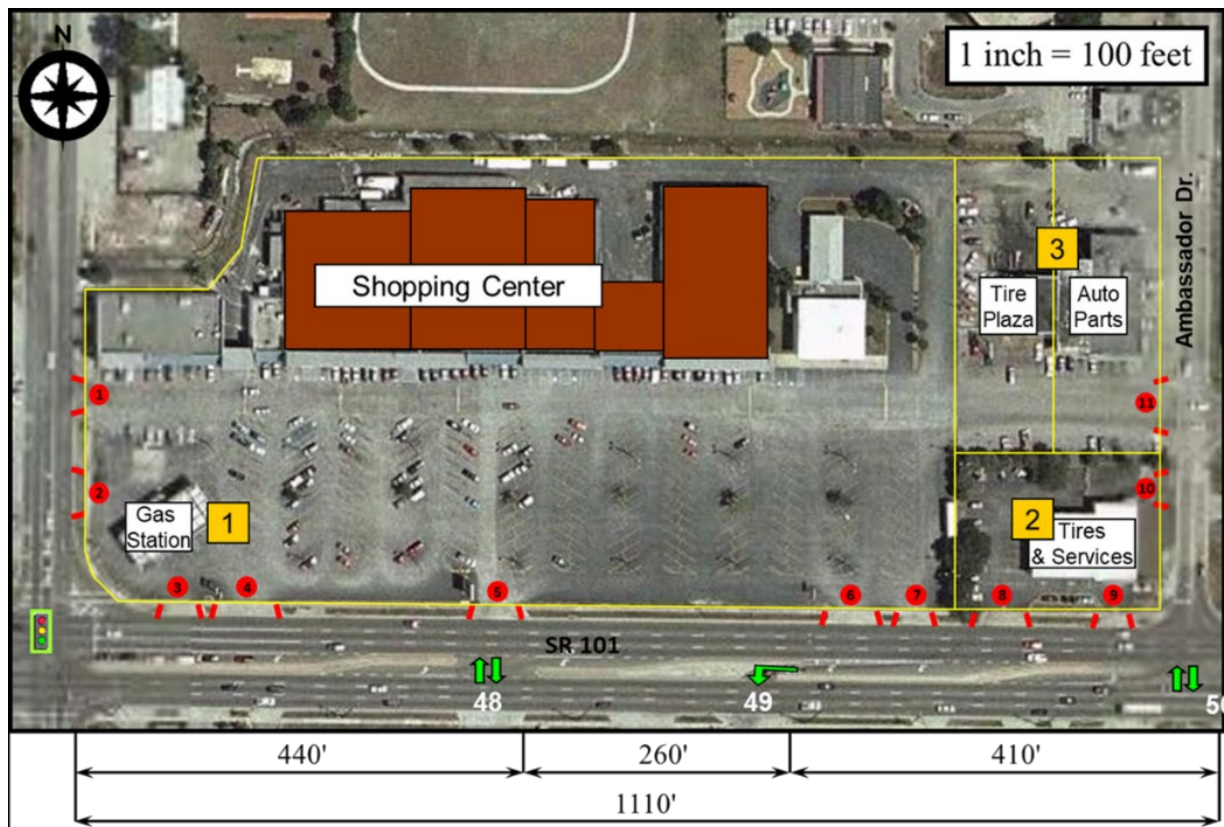 N
1 inch = 100 feet
Ambassador Dr.
Shopping Center
3
Tire
Plaza
Auto
Parts
1
11
2
10
Gas
Station
1
2
Tires
& Services
3
4
5
6
7
8
9
SR 101
48
49
440'
260'
410'
1110'